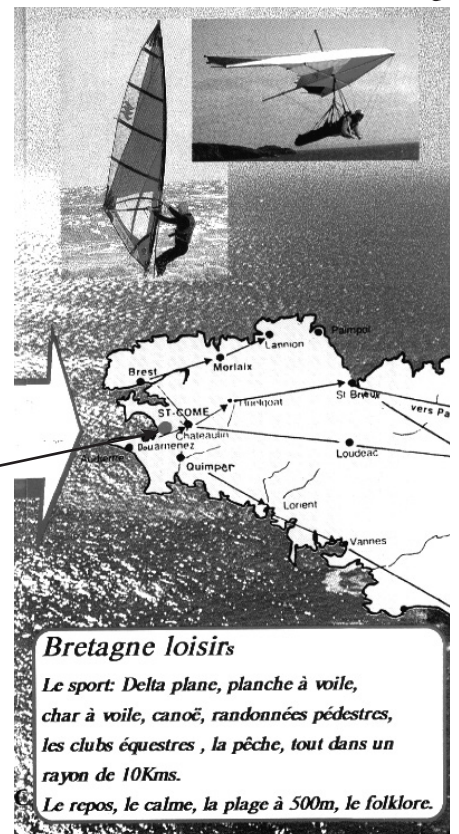 Paimpol
Lannion
Morlaix
Brest
Huelgoat
St Brieux
vers Pa
ST-COME
Chateaulin
Douarnenez
Audierne
Loudeac
Quimper
Lorient
Vannes
Bretagne loisirs
Le sport: Delta plane, planche à voile,
char à voile, canoë, randonnées pédestres,
les clubs équestres , la pêche, tout dans un
rayon de 10Kms.
Le repos, le calme, la plage à 500m, le folklore.